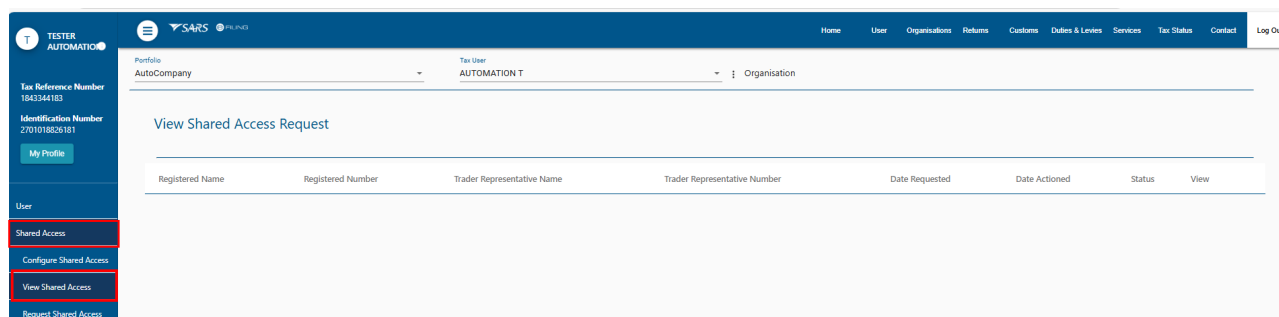 T
TESTER
AUTOMATION
Tax Reference Number
1843344183
Identification Number
2701018826181
My Profile
User
Shared Access
Configure Shared Access
View Shared Access
Request Shared Access
SARS eFILING
Home User Organisations Returns Customs Duties & Levies Services Tax Status Contact Log Ou
Portfolio
AutoCompany
Tax User
AUTOMATION T
Organisation
View Shared Access Request
Registered Name Registered Number Trader Representative Name Trader Representative Number Date Requested Date Actioned Status View